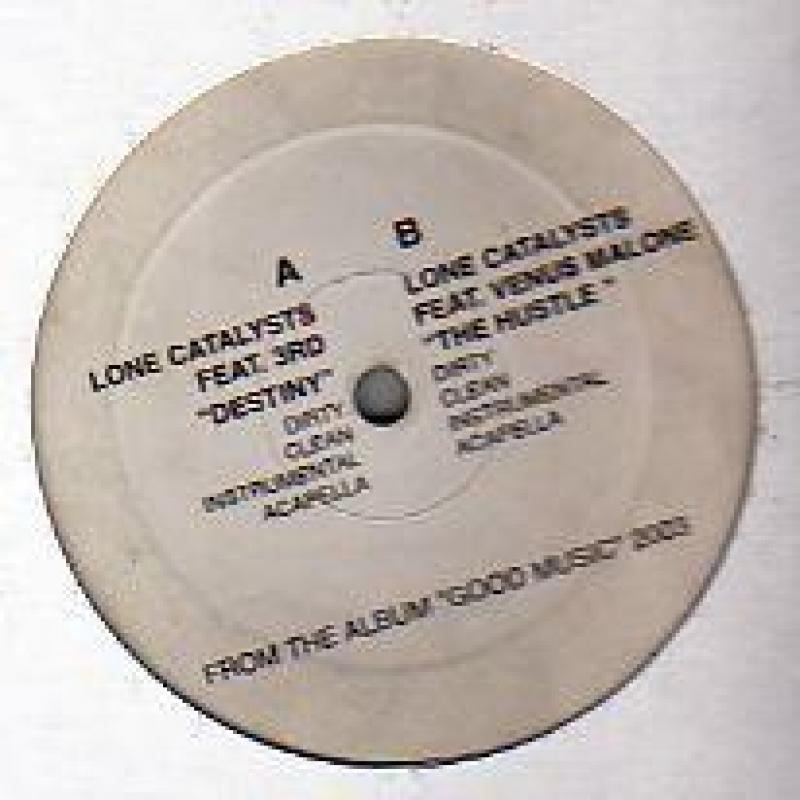 A
LONE CATALYSTS
FEAT. 3RD
"DESTINY"
DIRTY
CLEAN
INSTRUMENTAL
ACAPELLA
B
LONE CATALYSTS
FEAT. VENUS MALONE
"THE HUSTLE"
DIRTY
CLEAN
INSTRUMENTAL
ACAPELLA
FROM THE ALBUM "GOOD MUSIC" 2003